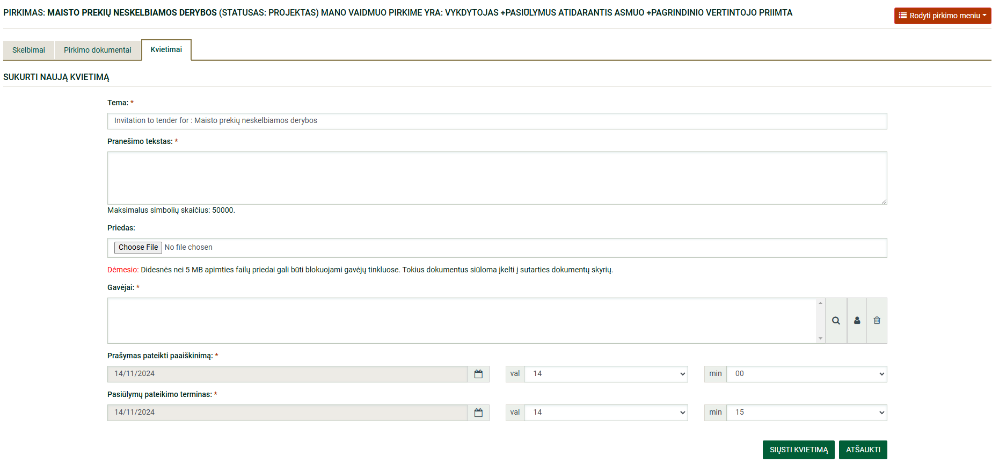 PIRKIMAS: MAISTO PREKIŲ NESKELBIAMOS DERYBOS (STATUSAS: PROJEKTAS) MANO VAIDMUO PIRKIME YRA: VYKDYTOJAS +PASIŪLYMUS ATIDARANTIS ASMUO +PAGRINDINIO VERTINTOJO PRIIMTA
Rodyti pirkimo meniu
Skelbimai Pirkimo dokumentai Kvietimai
SUKURTI NAUJĄ KVIETIMĄ
Tema: *
Invitation to tender for : Maisto prekių neskelbiamos derybos
Pranešimo tekstas: *
Maksimalus simbolių skaičius: 50000.
Priedas:
Choose File No file chosen
Dėmesio: Didesnės nei 5 MB apimties failų priedai gali būti blokuojami gavėjų tinkluose. Tokius dokumentus siūloma įkelti į sutarties dokumentų skyrių.
Gavėjai: *
Prašymas pateikti paaiškinimą: *
14/11/2024 val 14 min 00
Pasiūlymų pateikimo terminas: *
14/11/2024 val 14 min 15
SIŲSTI KVIETIMĄ ATŠAUKTI